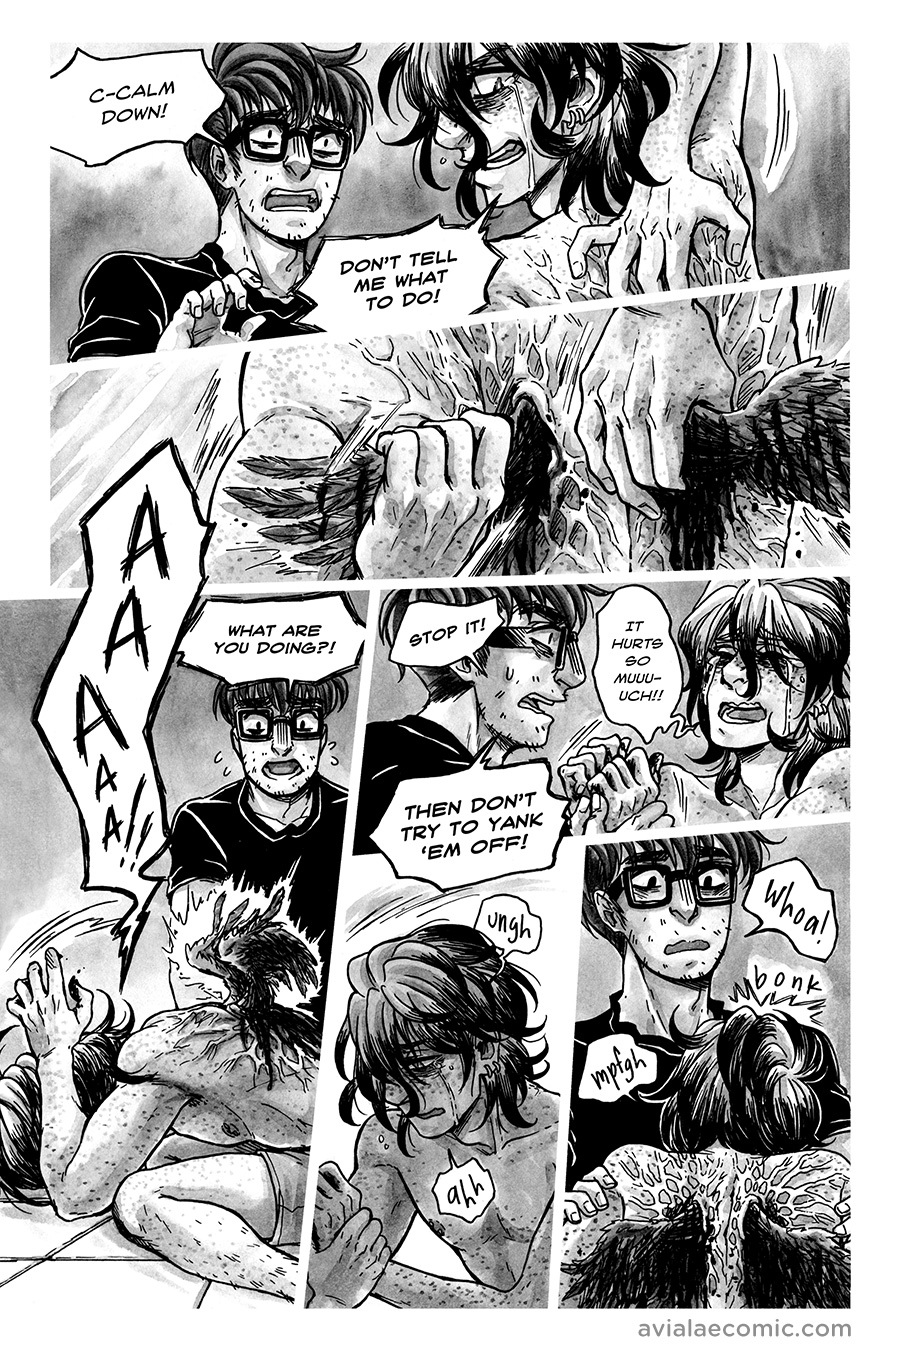 C-CALM
DOWN!
DON'T TELL
ME WHAT
TO DO!
AAAAA!!
WHAT ARE
YOU DOING?!
STOP IT!
IT
HURTS
SO
MUUU-
UCH!!
THEN DON'T
TRY TO YANK
'EM OFF!
ungh
ahh
Whoa!
bonk
mpfgh
avialaecomic.com